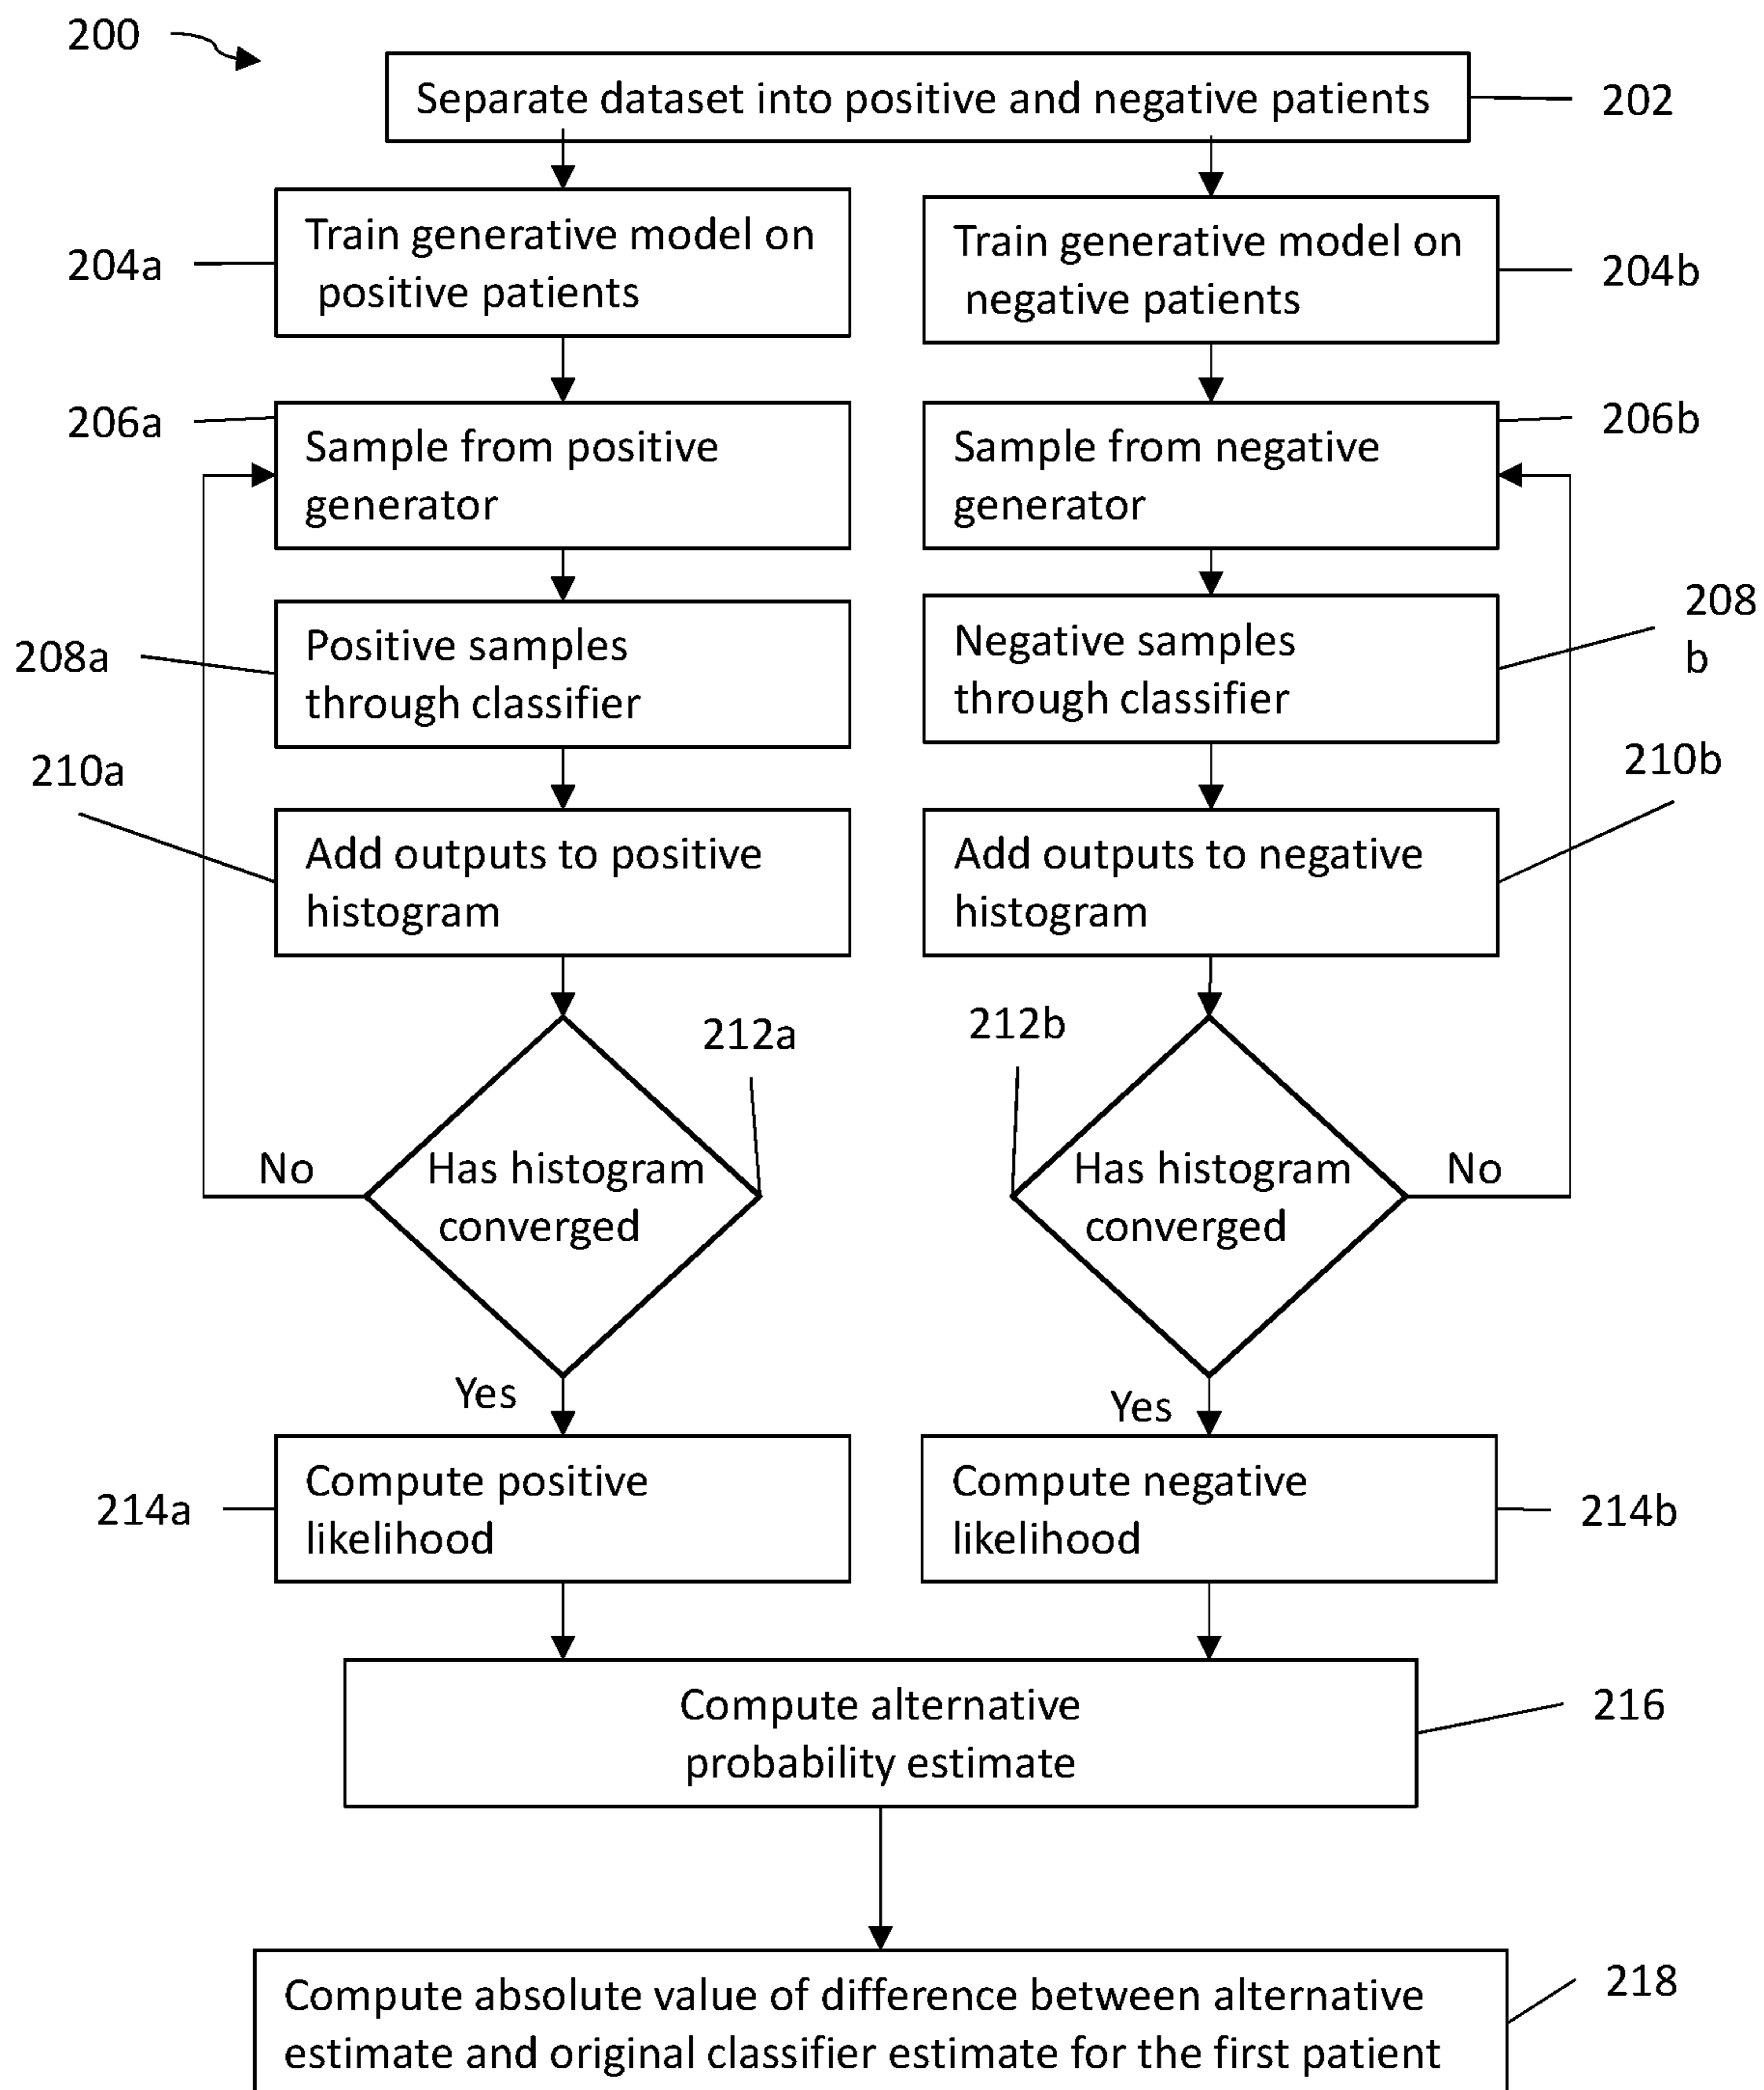 200
Separate dataset into positive and negative patients
202
204a
Train generative model on
positive patients
Train generative model on
negative patients
204b
206a
Sample from positive
generator
Sample from negative
generator
206b
208a
Positive samples
through classifier
Negative samples
through classifier
208
b
210a
Add outputs to positive
histogram
Add outputs to negative
histogram
210b
212a
Has histogram
converged
No
Yes
212b
Has histogram
converged
No
Yes
214a
Compute positive
likelihood
Compute negative
likelihood
214b
Compute alternative
probability estimate
216
Compute absolute value of difference between alternative
estimate and original classifier estimate for the first patient
218